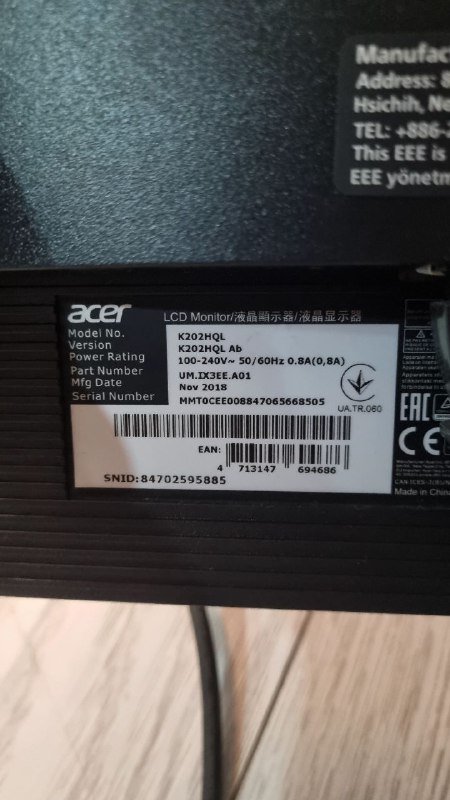 Manufac
Address: 8
Hsichih, Ne
TEL: +886-2
This EEE is
EEE yönetm
acer
LCD Monitor/液晶顯示器/液晶显示器
Model No. K202HQL
Version K202HQL Ab
Power Rating 100-240V~ 50/60Hz 0.8A(0,8A)
Part Number UM.IX3EE.A01
Mfg Date Nov 2018
Serial Number MMT0CEE008847065668505
UA.TR.060
EAN:
4 713147 694686
SNID:84702595885
EAC
CE
Made in China